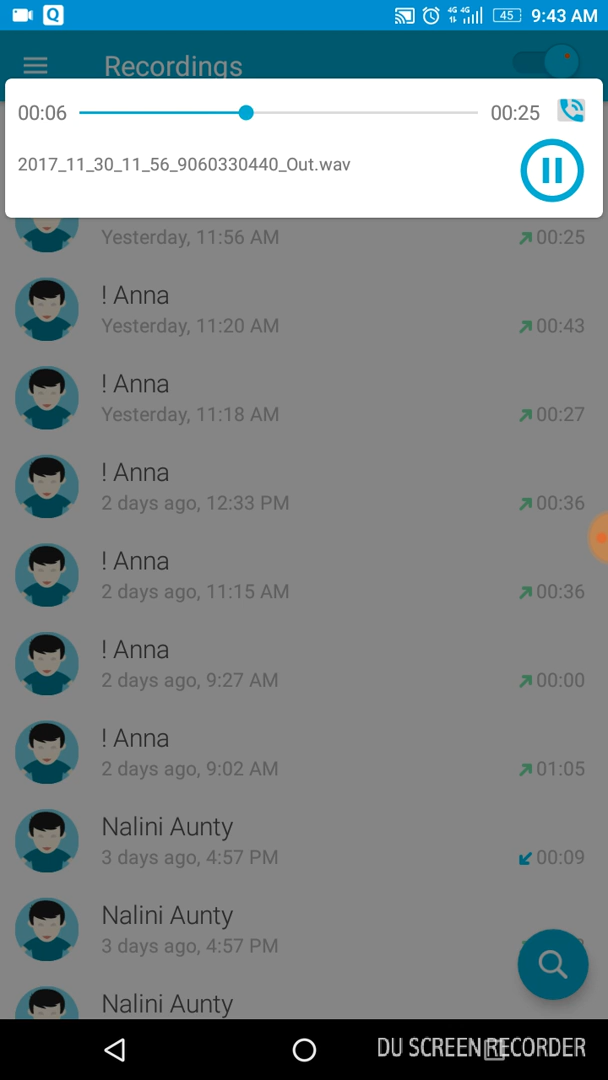 Q 4G 4G 45 9:43 AM
Recordings
00:06 00:25
2017_11_30_11_56_9060330440_Out.wav
Yesterday, 11:56 AM 00:25
! Anna
Yesterday, 11:20 AM 00:43
! Anna
Yesterday, 11:18 AM 00:27
! Anna
2 days ago, 12:33 PM 00:36
! Anna
2 days ago, 11:15 AM 00:36
! Anna
2 days ago, 9:27 AM 00:00
! Anna
2 days ago, 9:02 AM 01:05
Nalini Aunty
3 days ago, 4:57 PM 00:09
Nalini Aunty
3 days ago, 4:57 PM
Nalini Aunty
DU SCREEN RECORDER